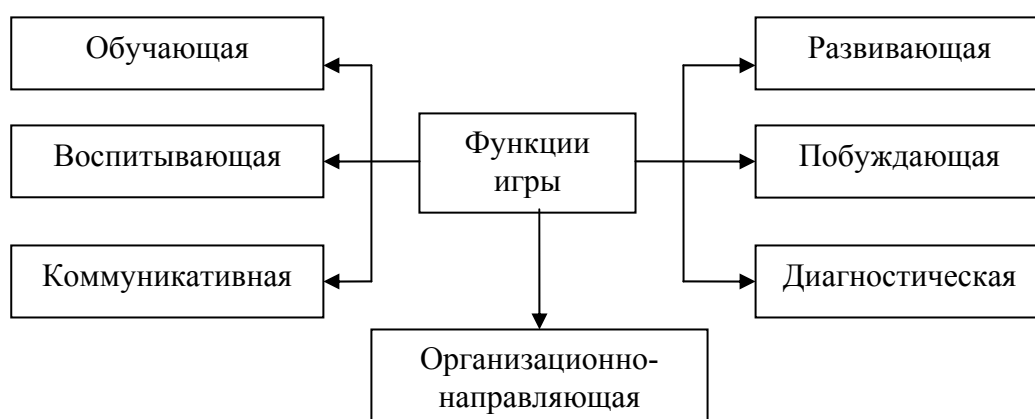 Обучающая
Развивающая
Функции
игры
Воспитывающая
Побуждающая
Коммуникативная
Диагностическая
Организационно-
направляющая